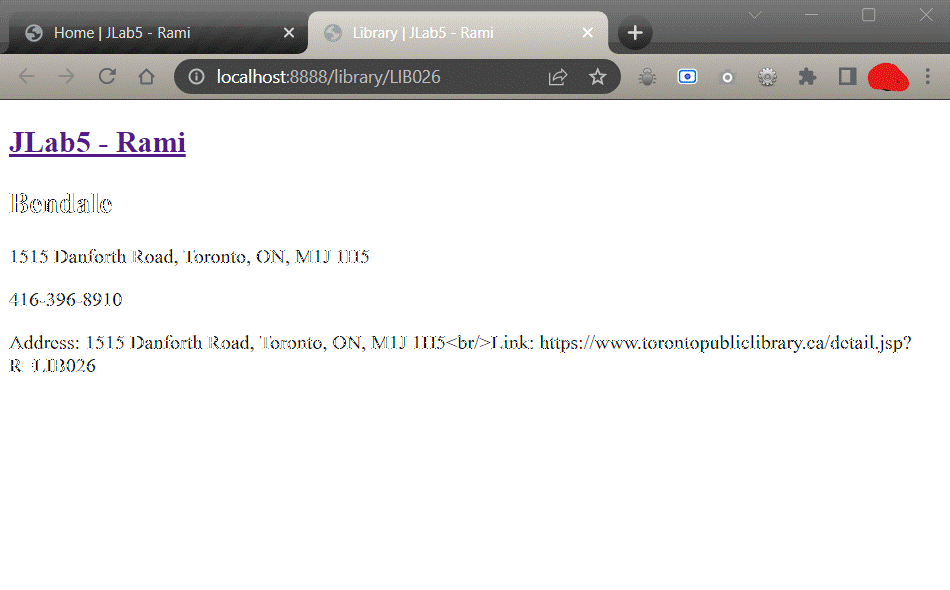 Home | JLab5 - Rami
Library | JLab5 - Rami
localhost:8888/library/LIB026
JLab5 - Rami
Bendale
1515 Danforth Road, Toronto, ON, M1J 1H5
416-396-8910
Address: 1515 Danforth Road, Toronto, ON, M1J 1H5<br/>Link: https://www.torontopubliclibrary.ca/detail.jsp?
R=LIB026